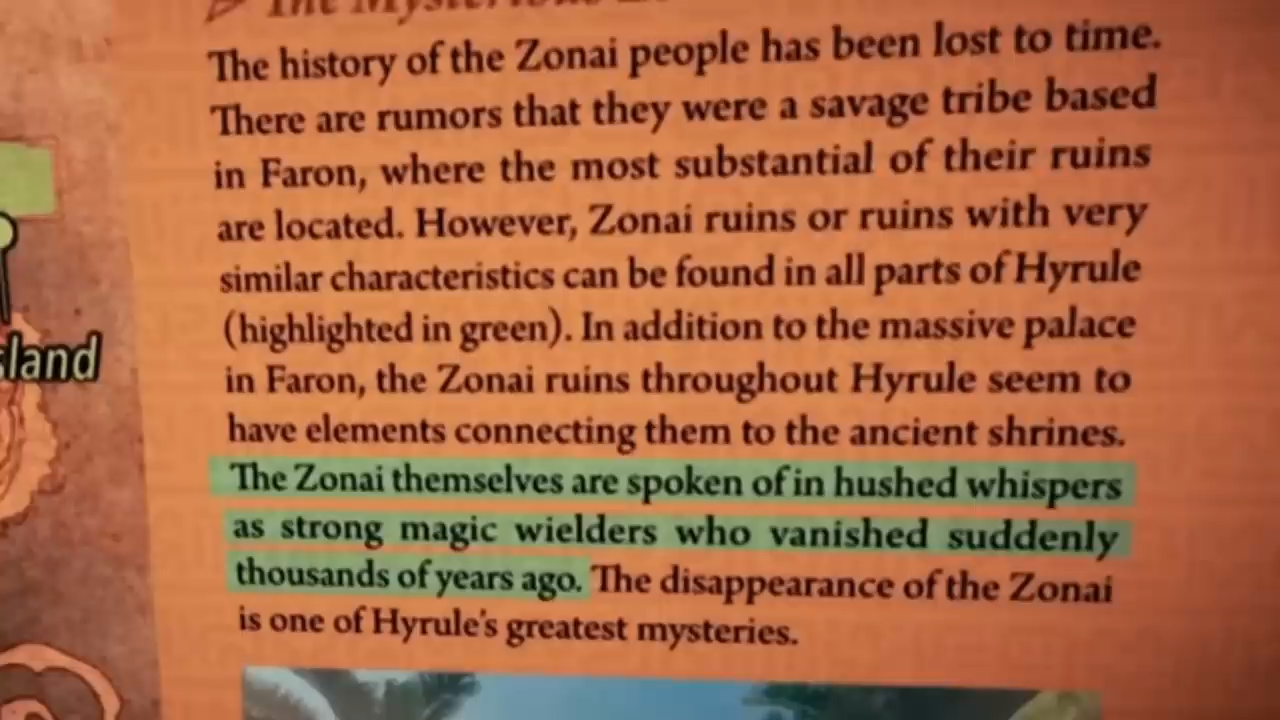 The Mysterious
The history of the Zonai people has been lost to time.
There are rumors that they were a savage tribe based
in Faron, where the most substantial of their ruins
are located. However, Zonai ruins or ruins with very
similar characteristics can be found in all parts of Hyrule
(highlighted in green). In addition to the massive palace
in Faron, the Zonai ruins throughout Hyrule seem to
have elements connecting them to the ancient shrines.
The Zonai themselves are spoken of in hushed whispers
as strong magic wielders who vanished suddenly
thousands of years ago. The disappearance of the Zonai
is one of Hyrule's greatest mysteries.
sland